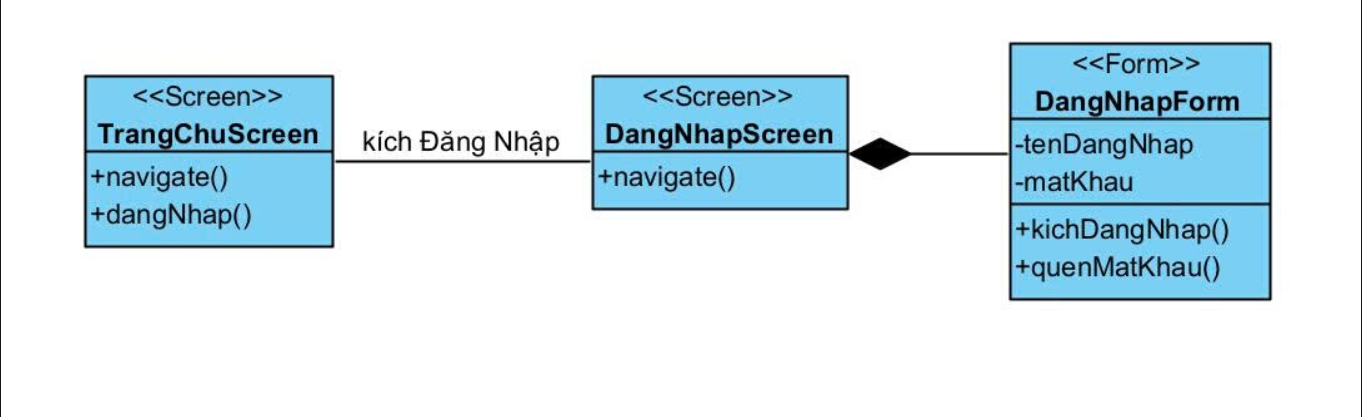 <<Screen>>
TrangChuScreen
+navigate()
+dangNhap()
kích Đăng Nhập
<<Screen>>
DangNhapScreen
+navigate()
<<Form>>
DangNhapForm
-tenDangNhap
-matKhau
+kichDangNhap()
+quenMatKhau()